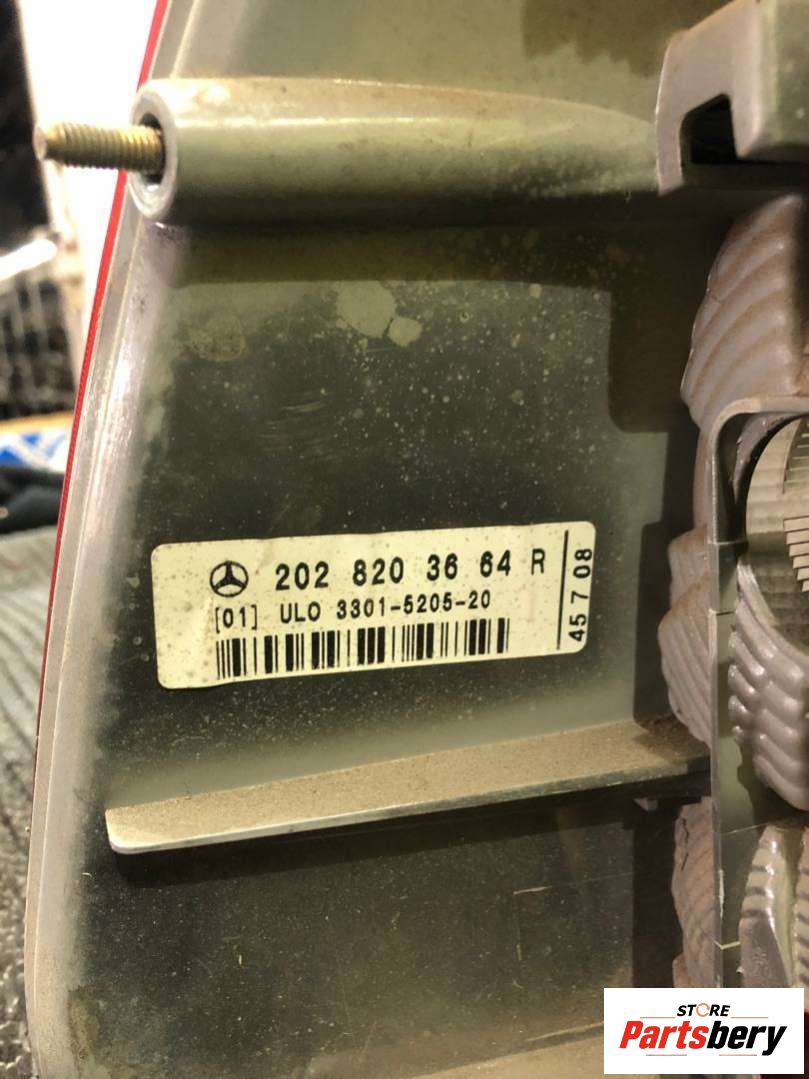 202 820 36 64 R
[01] ULO 3301-5205-20
45 7 08
STORE
Partsbery